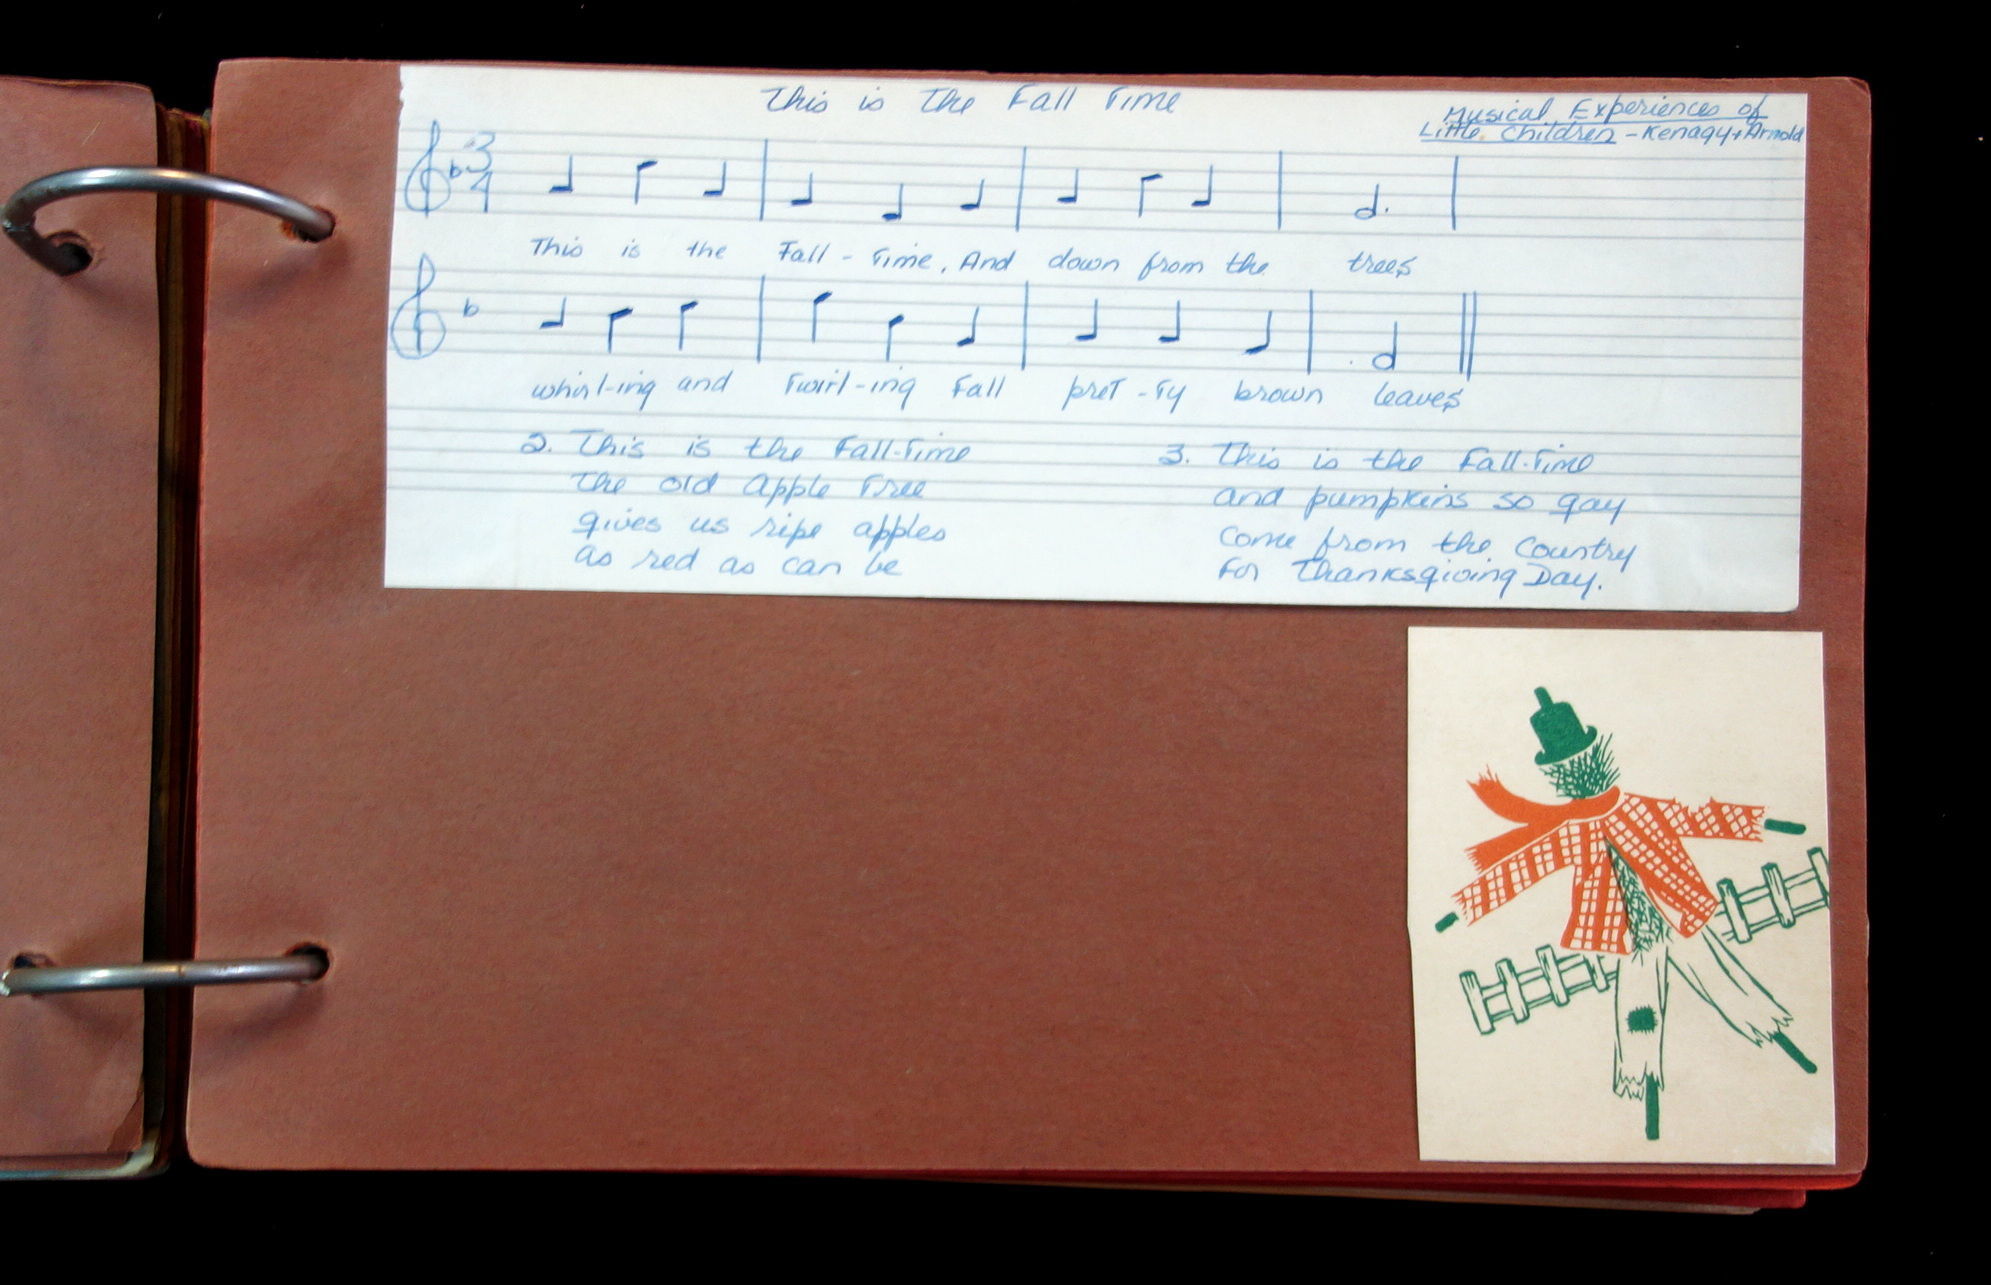 This is The Fall Time
Musical Experiences of
Little Children - Kenagy + Arnold
3
4
This is the Fall - Time, And down from the trees
whirl-ing and Twirl-ing Fall pret - Ty brown leaves
2. This is the Fall-Time
The old apple Tree
gives us ripe apples
as red as can be
3. This is the Fall-Time
and pumpkins so gay
come from the country
For Thanksgiving Day.